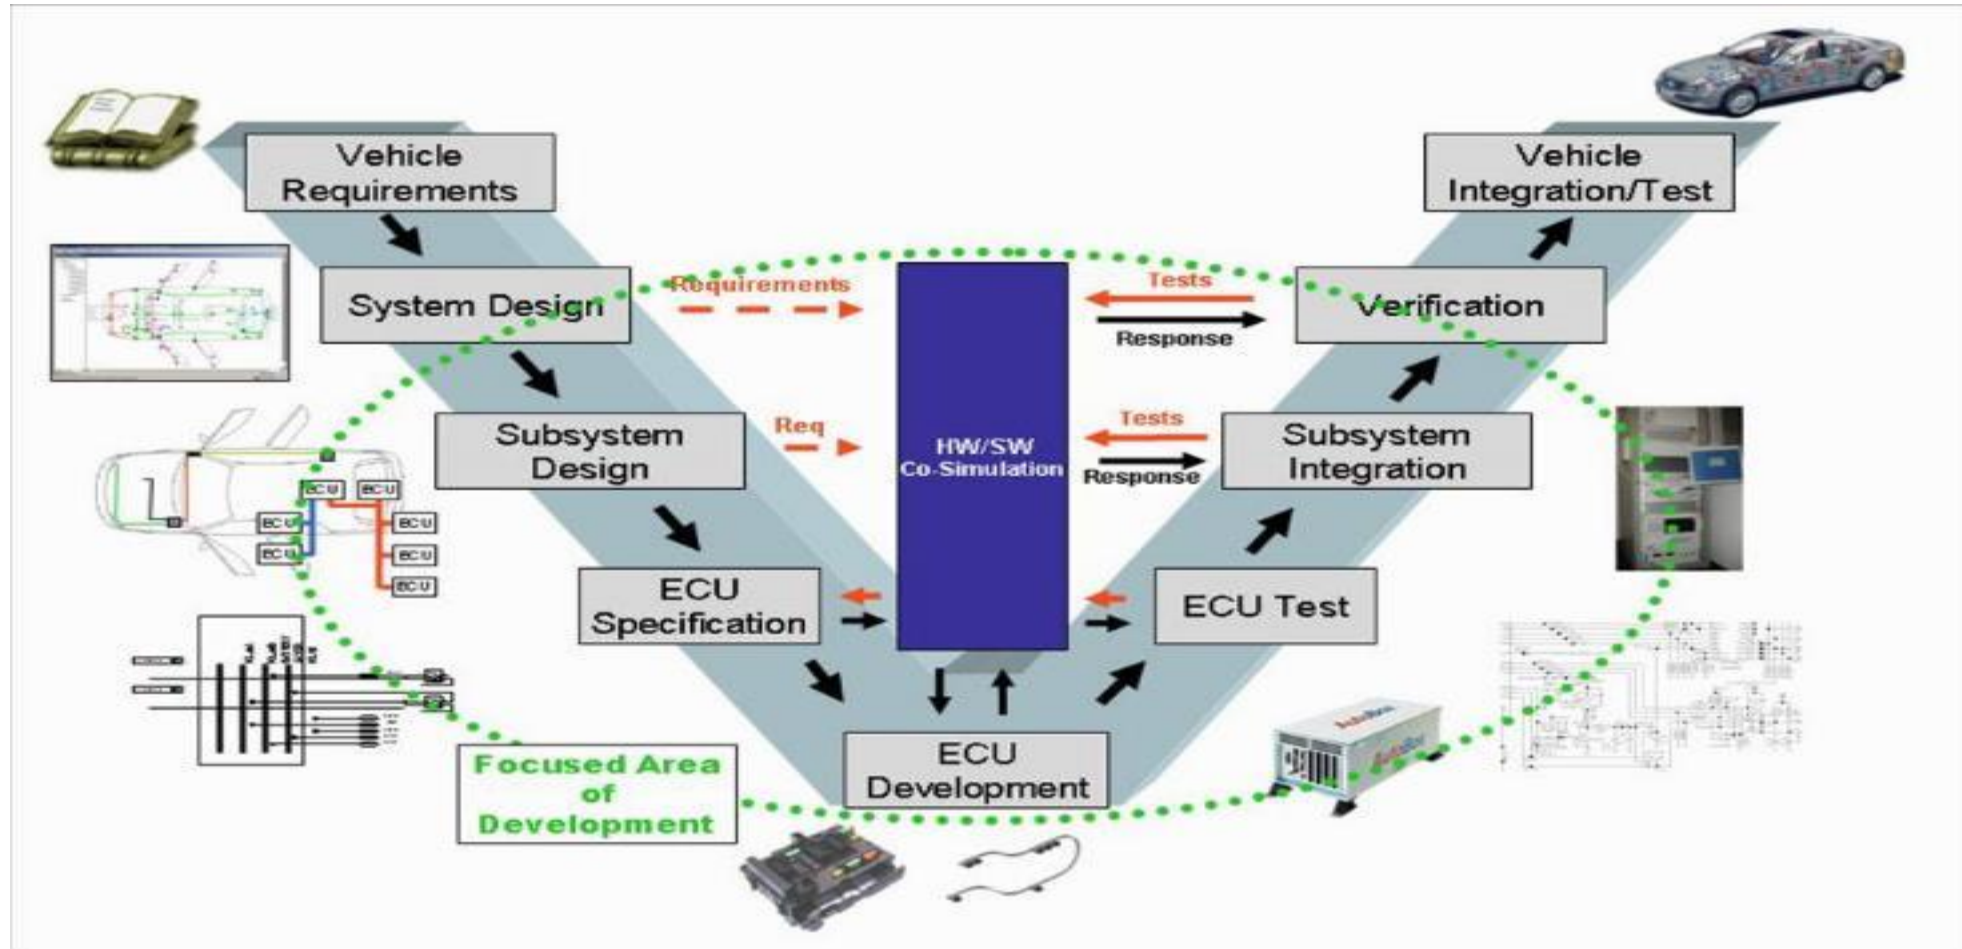 Vehicle
Requirements
Vehicle
Integration/Test
System Design
Requirements
Tests
Response
Verification
Subsystem
Design
Req
HW/SW
Co-Simulation
Tests
Response
Subsystem
Integration
ECU
ECU
ECU
ECU
ECU
ECU
ECU
ECU
Specification
ECU Test
ECU
Development
Focused Area
of
Development
AutoBox
AutoBox